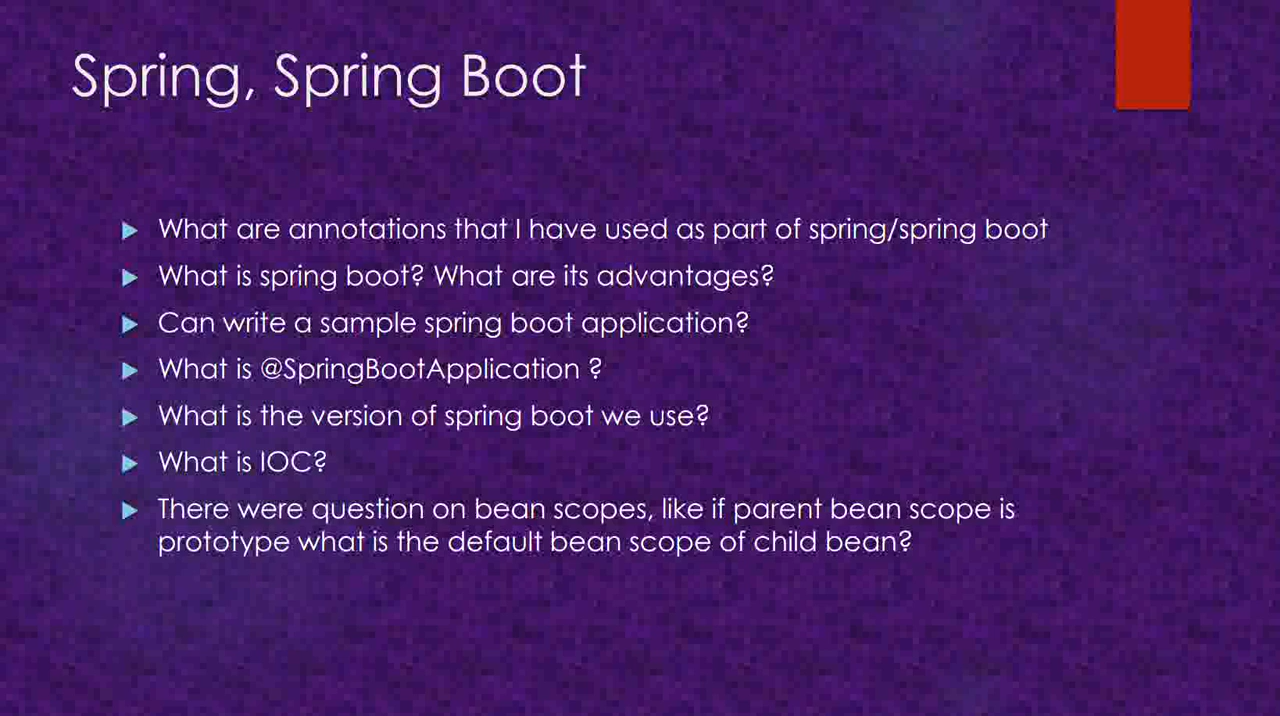 Spring, Spring Boot
What are annotations that I have used as part of spring/spring boot
What is spring boot? What are its advantages?
Can write a sample spring boot application?
What is @SpringBootApplication ?
What is the version of spring boot we use?
What is IOC?
There were question on bean scopes, like if parent bean scope is
prototype what is the default bean scope of child bean?